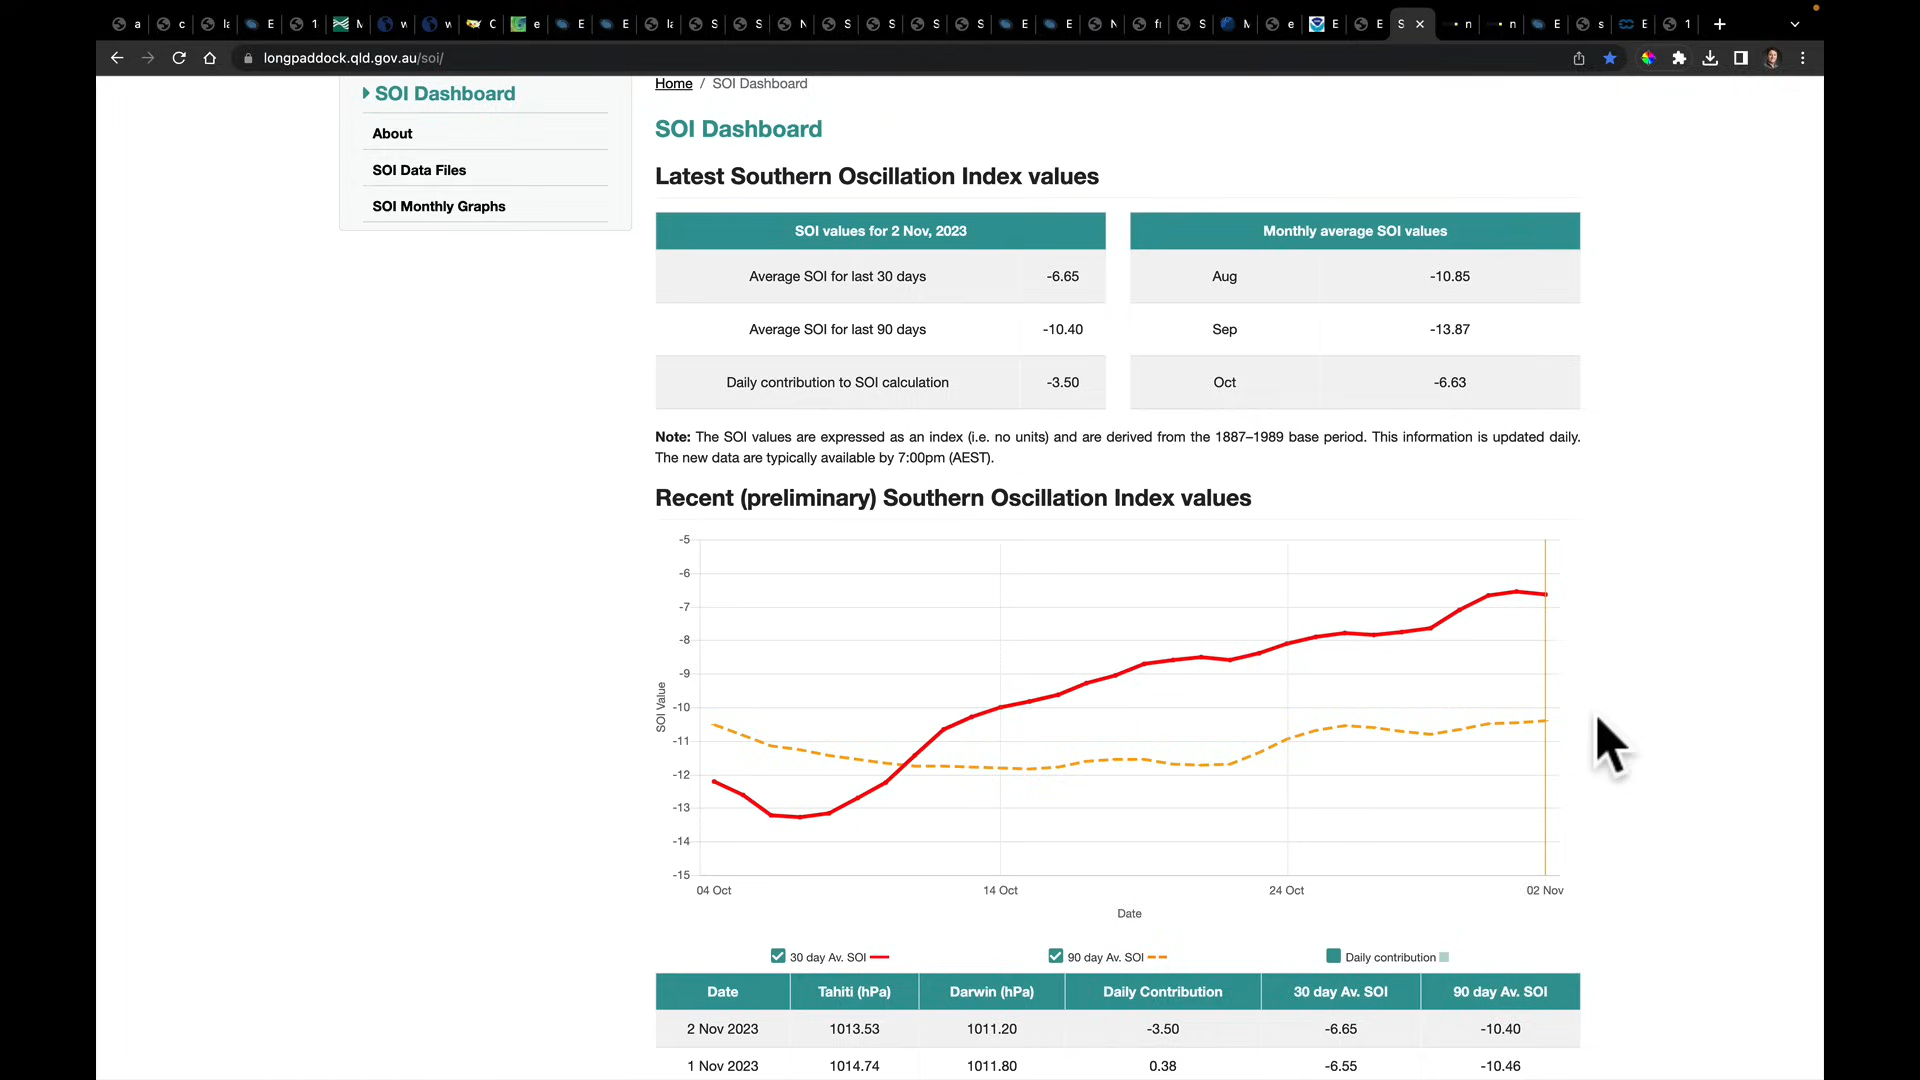 longpaddock.qld.gov.au/soi/
SOI Dashboard
About
SOI Data Files
SOI Monthly Graphs
Home / SOI Dashboard
SOI Dashboard
Latest Southern Oscillation Index values
SOI values for 2 Nov, 2023
Average SOI for last 30 days -6.65
Average SOI for last 90 days -10.40
Daily contribution to SOI calculation -3.50
Monthly average SOI values
Aug -10.85
Sep -13.87
Oct -6.63
Note: The SOI values are expressed as an index (i.e. no units) and are derived from the 1887–1989 base period. This information is updated daily.
The new data are typically available by 7:00pm (AEST).
Recent (preliminary) Southern Oscillation Index values
-5
-6
-7
-8
-9
-10
-11
-12
-13
-14
-15
SOI Value
04 Oct 14 Oct 24 Oct 02 Nov
Date
30 day Av. SOI 90 day Av. SOI Daily contribution
Date Tahiti (hPa) Darwin (hPa) Daily Contribution 30 day Av. SOI 90 day Av. SOI
2 Nov 2023 1013.53 1011.20 -3.50 -6.65 -10.40
1 Nov 2023 1014.74 1011.80 0.38 -6.55 -10.46